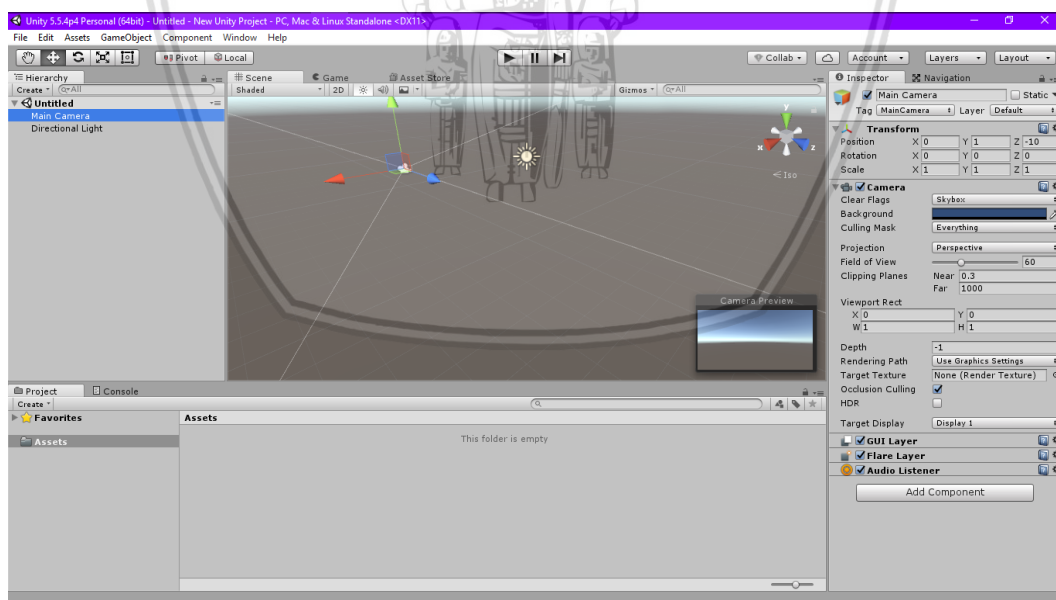 Unity 5.5.4p4 Personal (64bit) - Untitled - New Unity Project - PC, Mac & Linux Standalone <DX11>
File Edit Assets GameObject Component Window Help
Pivot Local Collab Account Layers Layout
Hierarchy Scene Game Asset Store Inspector Navigation
Create All Shaded 2D Gizmos All Main Camera Static
Untitled Tag MainCamera Layer Default
Main Camera
Directional Light
y
x z
Iso
Transform
Position X 0 Y 1 Z -10
Rotation X 0 Y 0 Z 0
Scale X 1 Y 1 Z 1
Camera
Clear Flags Skybox
Background
Culling Mask Everything
Projection Perspective
Field of View 60
Clipping Planes Near 0.3
Far 1000
Camera Preview
Viewport Rect
X 0 Y 0
W 1 H 1
Depth -1
Rendering Path Use Graphics Settings
Target Texture None (Render Texture)
Occlusion Culling
HDR
Target Display Display 1
GUI Layer
Flare Layer
Audio Listener
Add Component
Project Console
Create
Favorites Assets
Assets This folder is empty